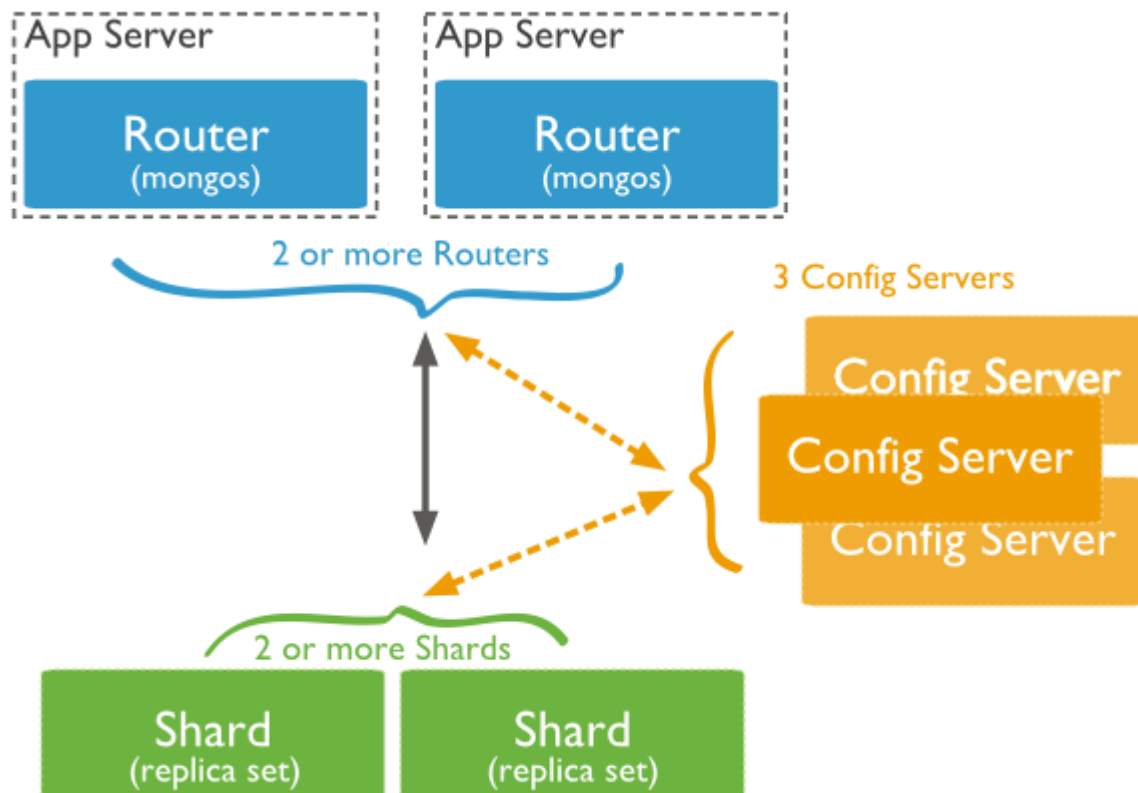 App Server
Router
(mongos)
App Server
Router
(mongos)
2 or more Routers
3 Config Servers
Config Server
Config Server
Config Server
2 or more Shards
Shard
(replica set)
Shard
(replica set)